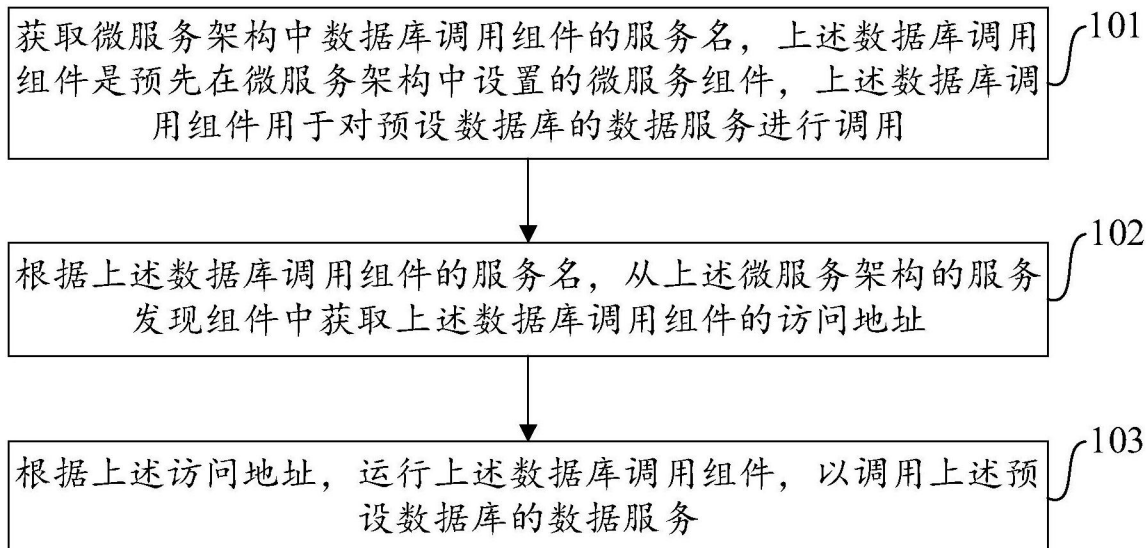 获取微服务架构中数据库调用组件的服务名，上述数据库调用
组件是预先在微服务架构中设置的微服务组件，上述数据库调
用组件用于对预设数据库的数据服务进行调用
101
根据上述数据库调用组件的服务名，从上述微服务架构的服务
发现组件中获取上述数据库调用组件的访问地址
102
根据上述访问地址，运行上述数据库调用组件，以调用上述预
设数据库的数据服务
103